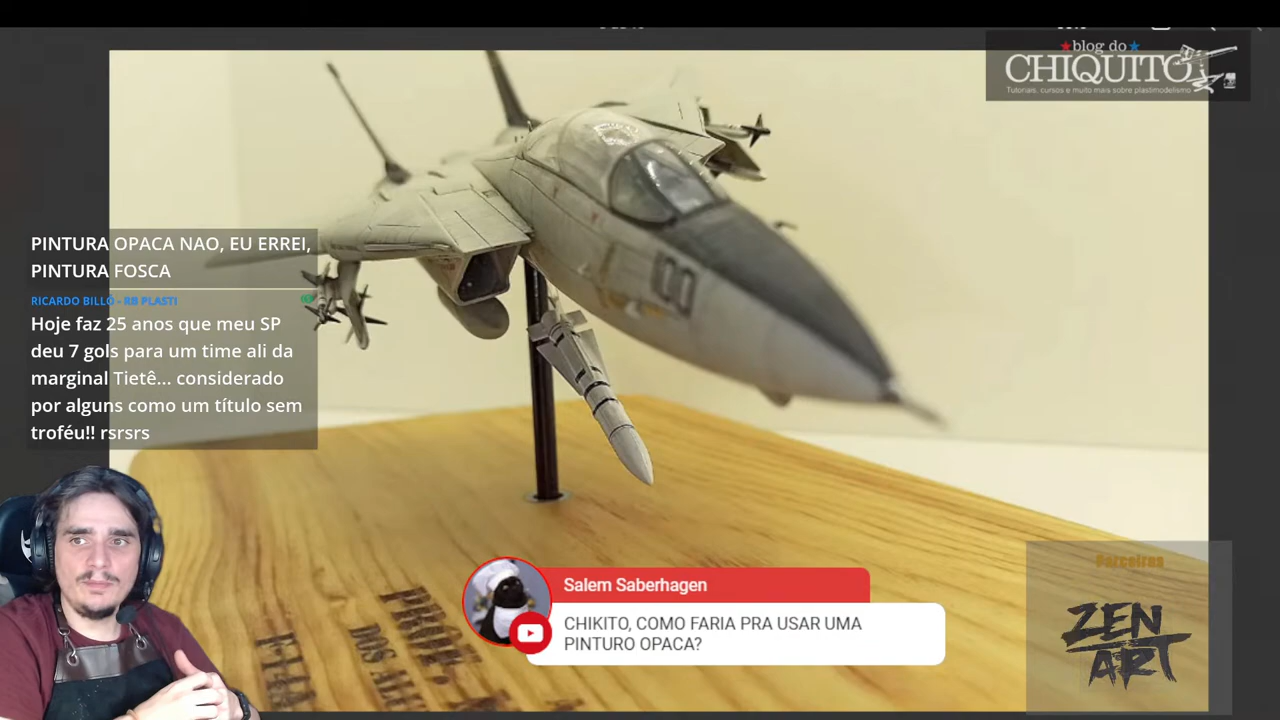 blog do
CHIQUITO
Tutoriais, cursos e muito mais sobre plastimodelismo
PINTURA OPACA NAO, EU ERREI,
PINTURA FOSCA
RICARDO BILLÓ - RB PLASTI
Hoje faz 25 anos que meu SP
deu 7 gols para um time ali da
marginal Tietê... considerado
por alguns como um título sem
troféu!! rsrsrs
Salem Saberhagen
CHIKITO, COMO FARIA PRA USAR UMA
PINTURO OPACA?
Parceiros
ZEN
ART